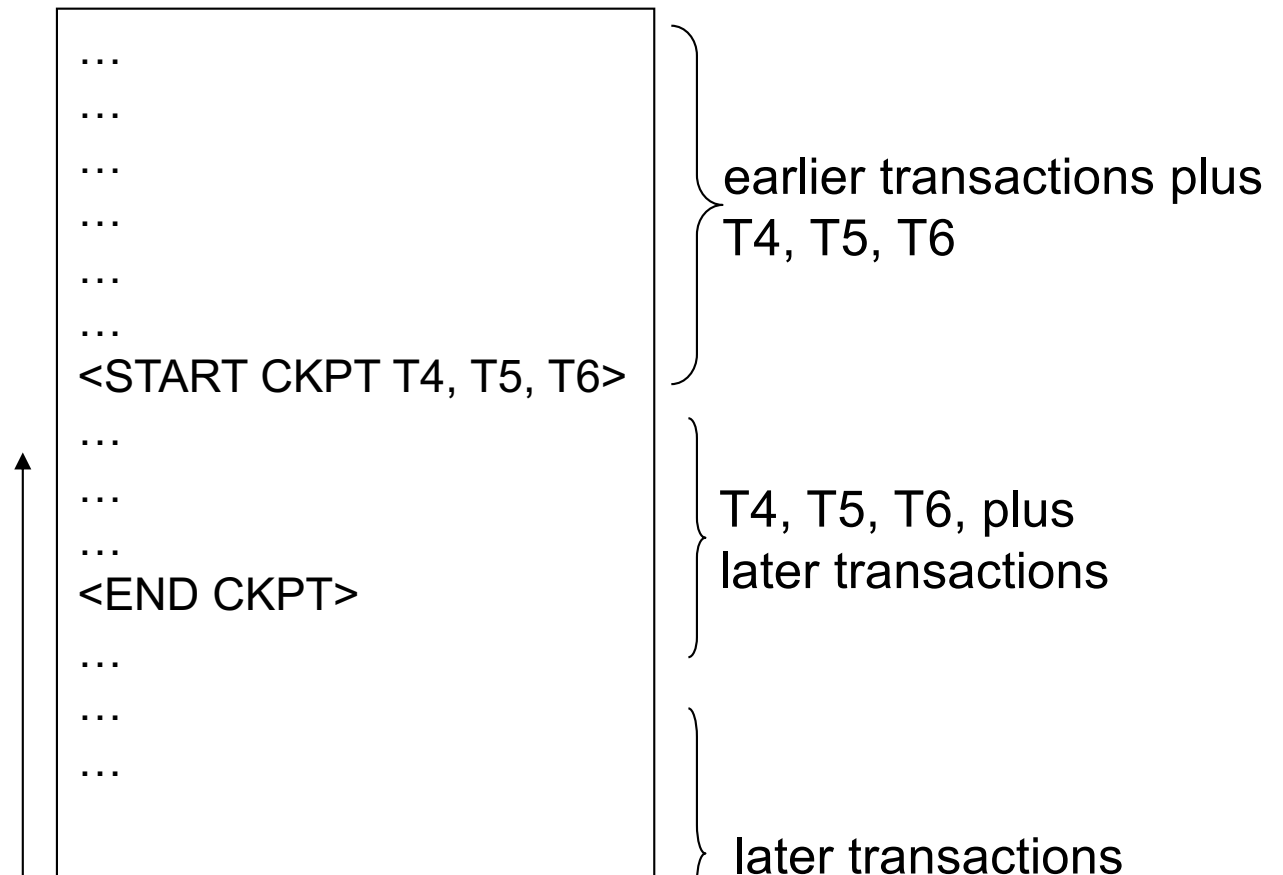 …
…
…
…
…
…
<START CKPT T4, T5, T6>
…
…
…
<END CKPT>
…
…
…
earlier transactions plus
T4, T5, T6
T4, T5, T6, plus
later transactions
later transactions